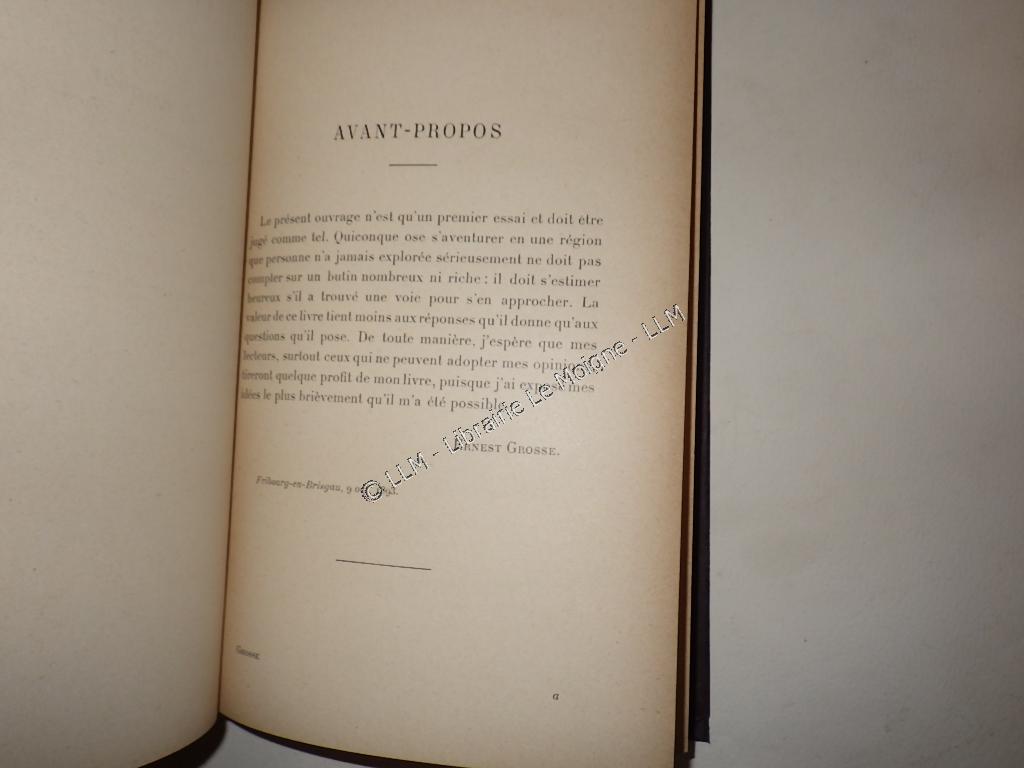 AVANT-PROPOS
Le présent ouvrage n'est qu'un premier essai et doit être
jugé comme tel. Quiconque ose s'aventurer en une région
que personne n'a jamais explorée sérieusement ne doit pas
compter sur un butin nombreux ni riche : il doit s'estimer
heureux s'il a trouvé une voie pour s'en approcher. La
valeur de ce livre tient moins aux réponses qu'il donne qu'aux
questions qu'il pose. De toute manière, j'espère que mes
lecteurs, surtout ceux qui ne peuvent adopter mes opinions,
tireront quelque profit de mon livre, puisque j'ai exposé mes
idées le plus brièvement qu'il m'a été possible.
ERNEST GROSSE.
Fribourg-en-Brisgau, 9
GROSSE
a
© LLM - Librairie Le Moigne - LLM